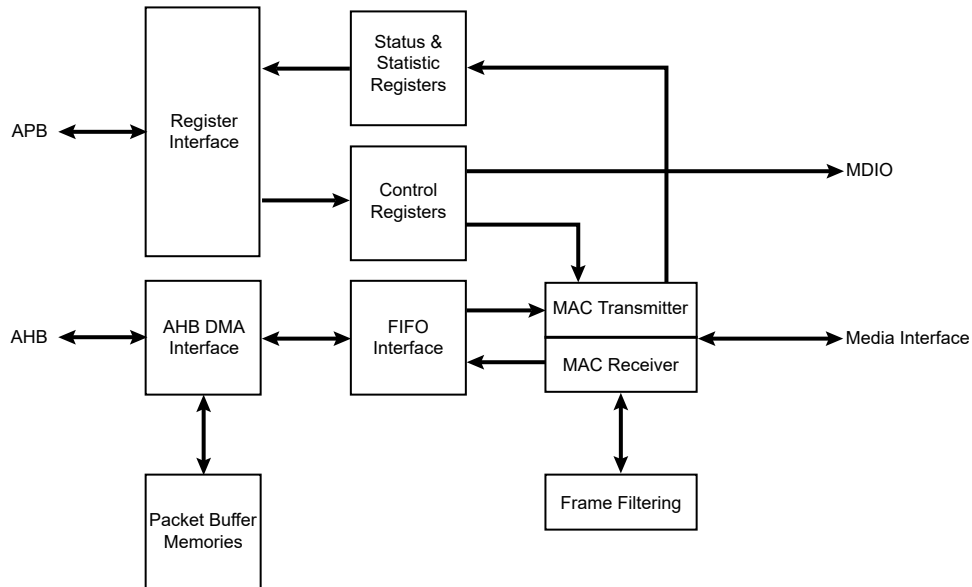 Status &
Statistic
Registers
APB
Register
Interface
MDIO
Control
Registers
AHB
AHB DMA
Interface
FIFO
Interface
MAC Transmitter
MAC Receiver
Media Interface
Packet Buffer
Memories
Frame Filtering